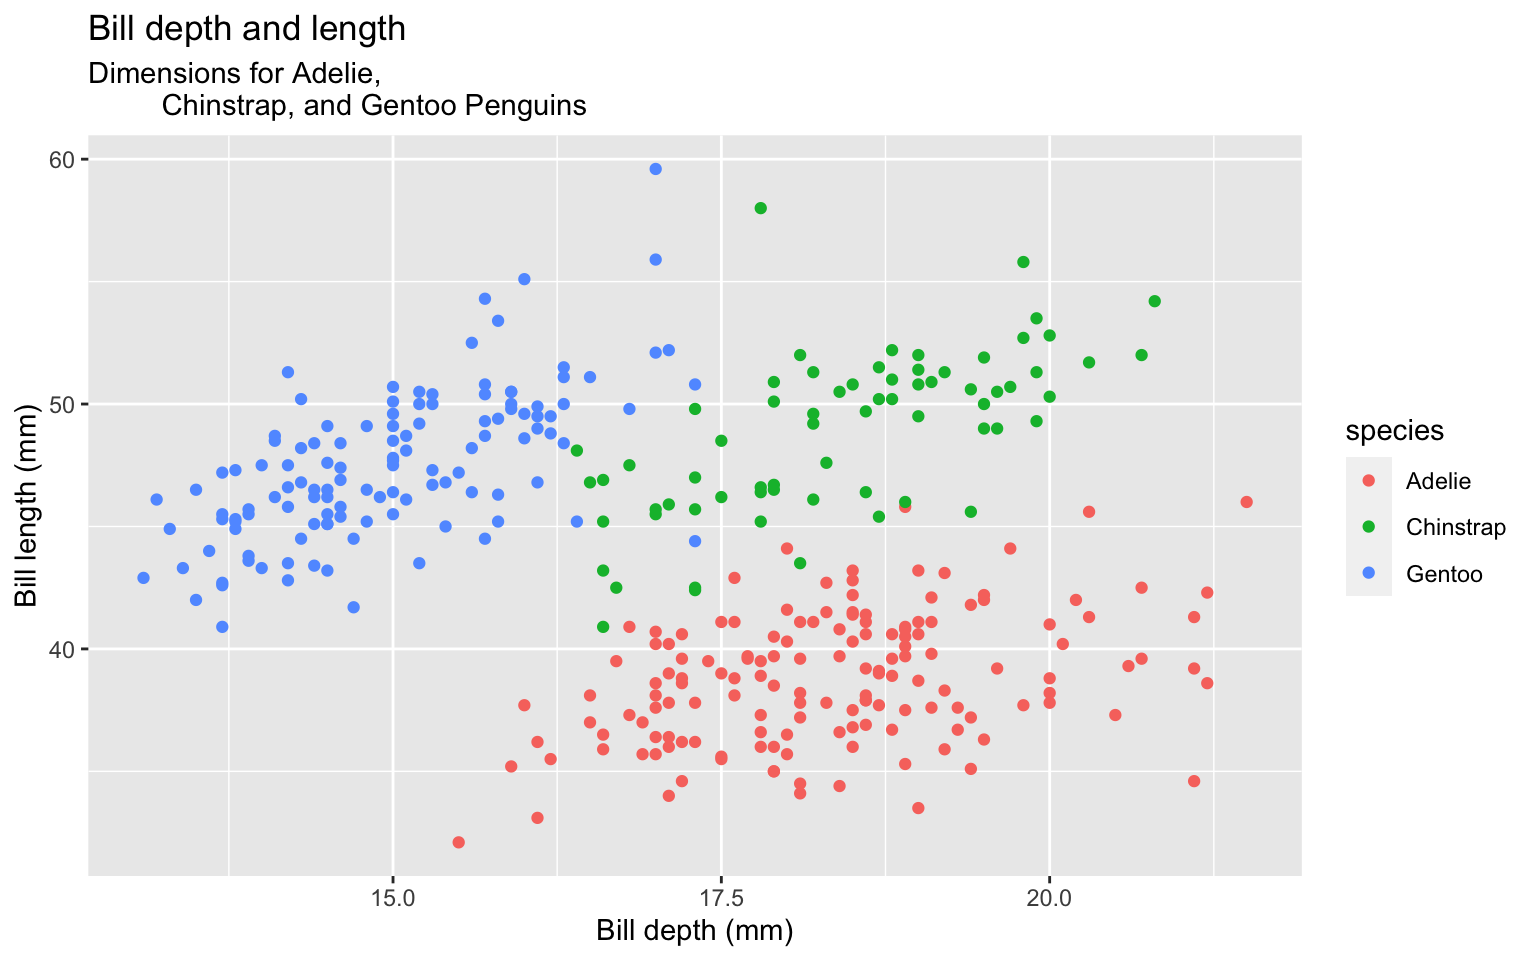 Bill depth and length
Dimensions for Adelie,
Chinstrap, and Gentoo Penguins
60
50
40
Bill length (mm)
15.0
17.5
20.0
Bill depth (mm)
species
Adelie
Chinstrap
Gentoo